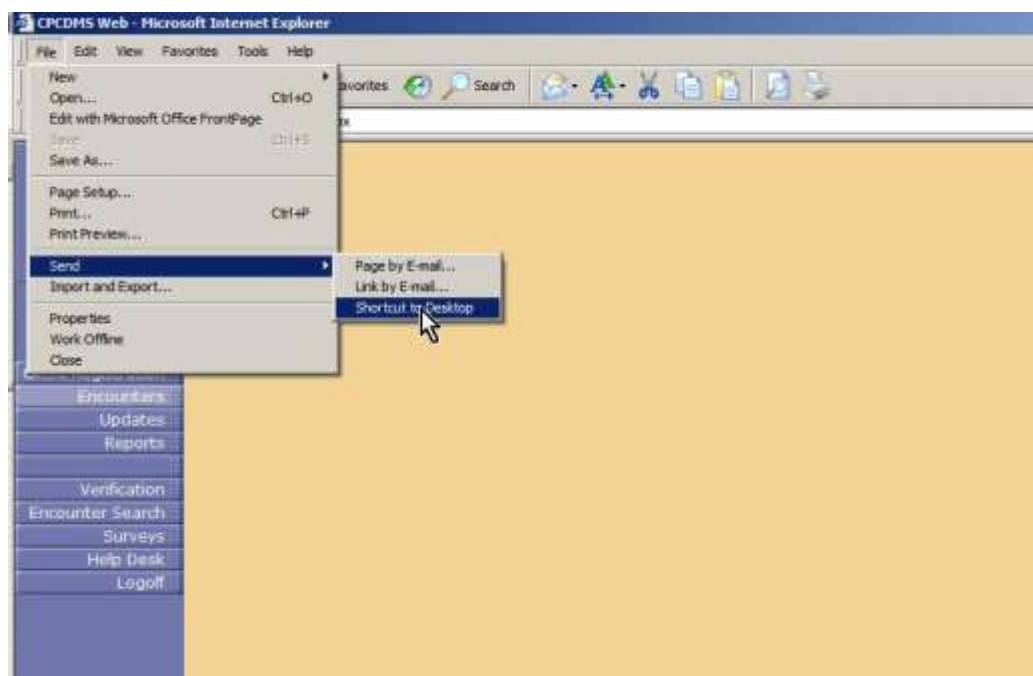 CPCDMS Web - Microsoft Internet Explorer
File Edit View Favorites Tools Help
New
Open... Ctrl+O
Edit with Microsoft Office FrontPage
Save Ctrl+S
Save As...
Page Setup...
Print... Ctrl+P
Print Preview...
Send
Import and Export...
Properties
Work Offline
Close
avorites Search
Page by E-mail...
Link by E-mail...
Shortcut to Desktop
Encounters
Updates
Reports
Verification
Encounter Search
Surveys
Help Desk
Logoff